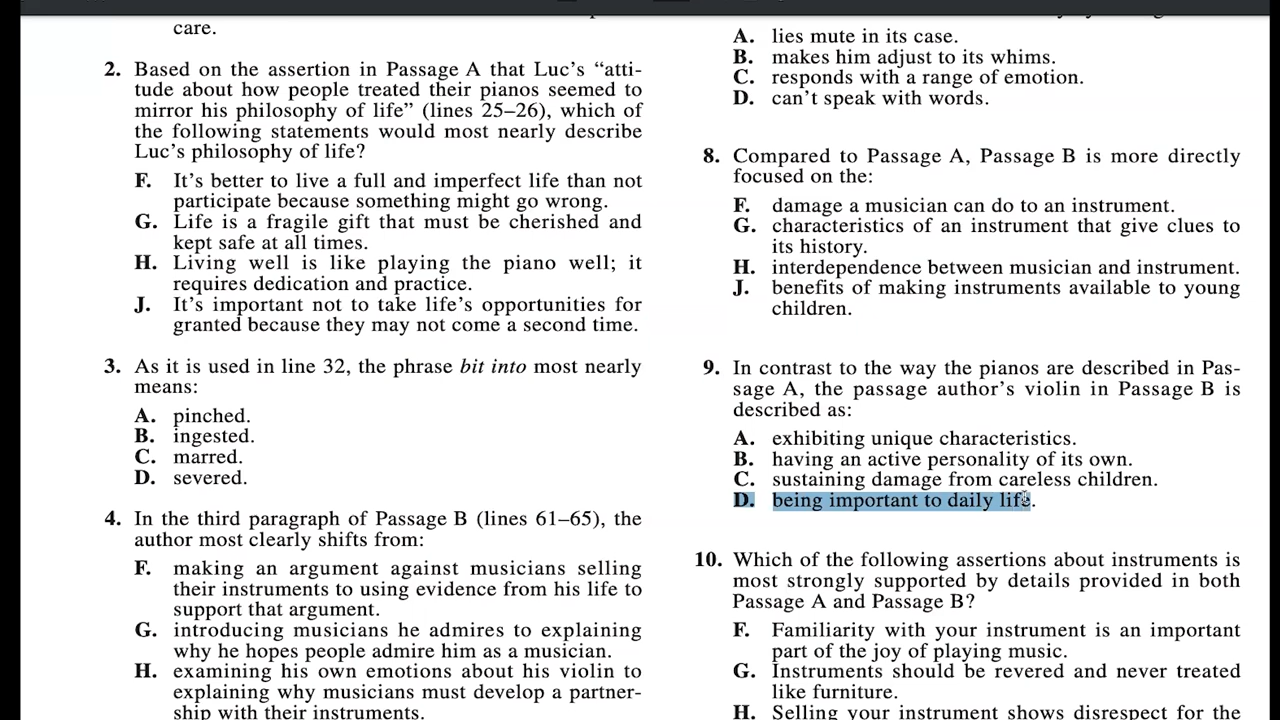 care.
2. Based on the assertion in Passage A that Luc's “atti-
tude about how people treated their pianos seemed to
mirror his philosophy of life” (lines 25–26), which of
the following statements would most nearly describe
Luc's philosophy of life?
F. It's better to live a full and imperfect life than not
participate because something might go wrong.
G. Life is a fragile gift that must be cherished and
kept safe at all times.
H. Living well is like playing the piano well; it
requires dedication and practice.
J. It's important not to take life's opportunities for
granted because they may not come a second time.
3. As it is used in line 32, the phrase bit into most nearly
means:
A. pinched.
B. ingested.
C. marred.
D. severed.
4. In the third paragraph of Passage B (lines 61–65), the
author most clearly shifts from:
F. making an argument against musicians selling
their instruments to using evidence from his life to
support that argument.
G. introducing musicians he admires to explaining
why he hopes people admire him as a musician.
H. examining his own emotions about his violin to
explaining why musicians must develop a partner-
ship with their instruments.
A. lies mute in its case.
B. makes him adjust to its whims.
C. responds with a range of emotion.
D. can't speak with words.
8. Compared to Passage A, Passage B is more directly
focused on the:
F. damage a musician can do to an instrument.
G. characteristics of an instrument that give clues to
its history.
H. interdependence between musician and instrument.
J. benefits of making instruments available to young
children.
9. In contrast to the way the pianos are described in Pas-
sage A, the passage author's violin in Passage B is
described as:
A. exhibiting unique characteristics.
B. having an active personality of its own.
C. sustaining damage from careless children.
D. being important to daily life.
10. Which of the following assertions about instruments is
most strongly supported by details provided in both
Passage A and Passage B?
F. Familiarity with your instrument is an important
part of the joy of playing music.
G. Instruments should be revered and never treated
like furniture.
H. Selling your instrument shows disrespect for the